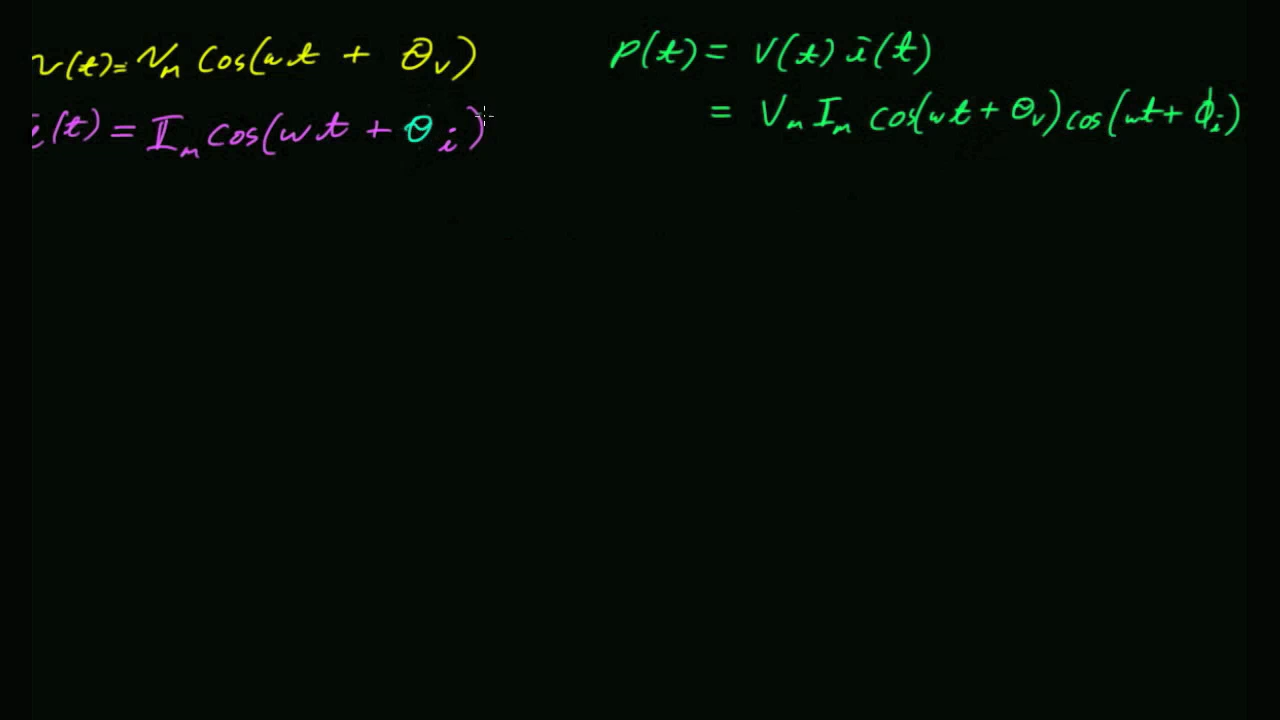 v(t) = Vm cos(ωt + θv)
i(t) = Im cos(ωt + θi)
p(t) = v(t) i(t)
= Vm Im cos(ωt + θv) cos(ωt + ϕi)